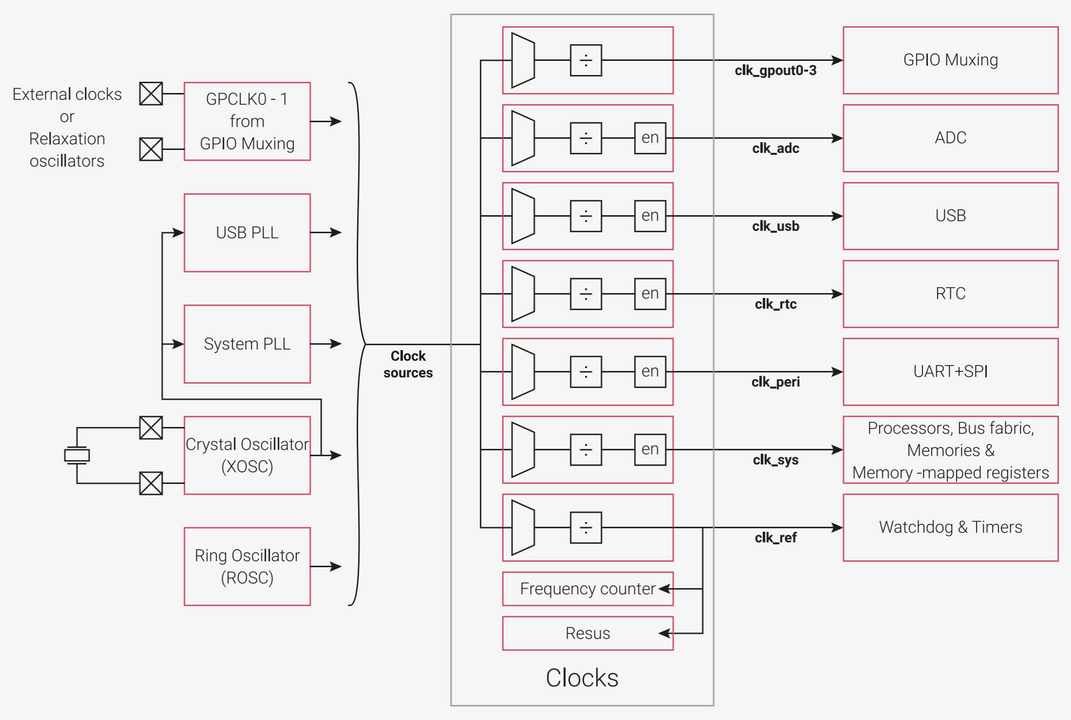 External clocks
or
Relaxation
oscillators
GPCLK0 - 1
from
GPIO Muxing
USB PLL
System PLL
Crystal Oscillator
(XOSC)
Ring Oscillator
(ROSC)
Clock
sources
÷
clk_gpout0-3
GPIO Muxing
÷
en
clk_adc
ADC
÷
en
clk_usb
USB
÷
en
clk_rtc
RTC
÷
en
clk_peri
UART+SPI
÷
en
clk_sys
Processors, Bus fabric,
Memories &
Memory -mapped registers
÷
clk_ref
Watchdog & Timers
Frequency counter
Resus
Clocks